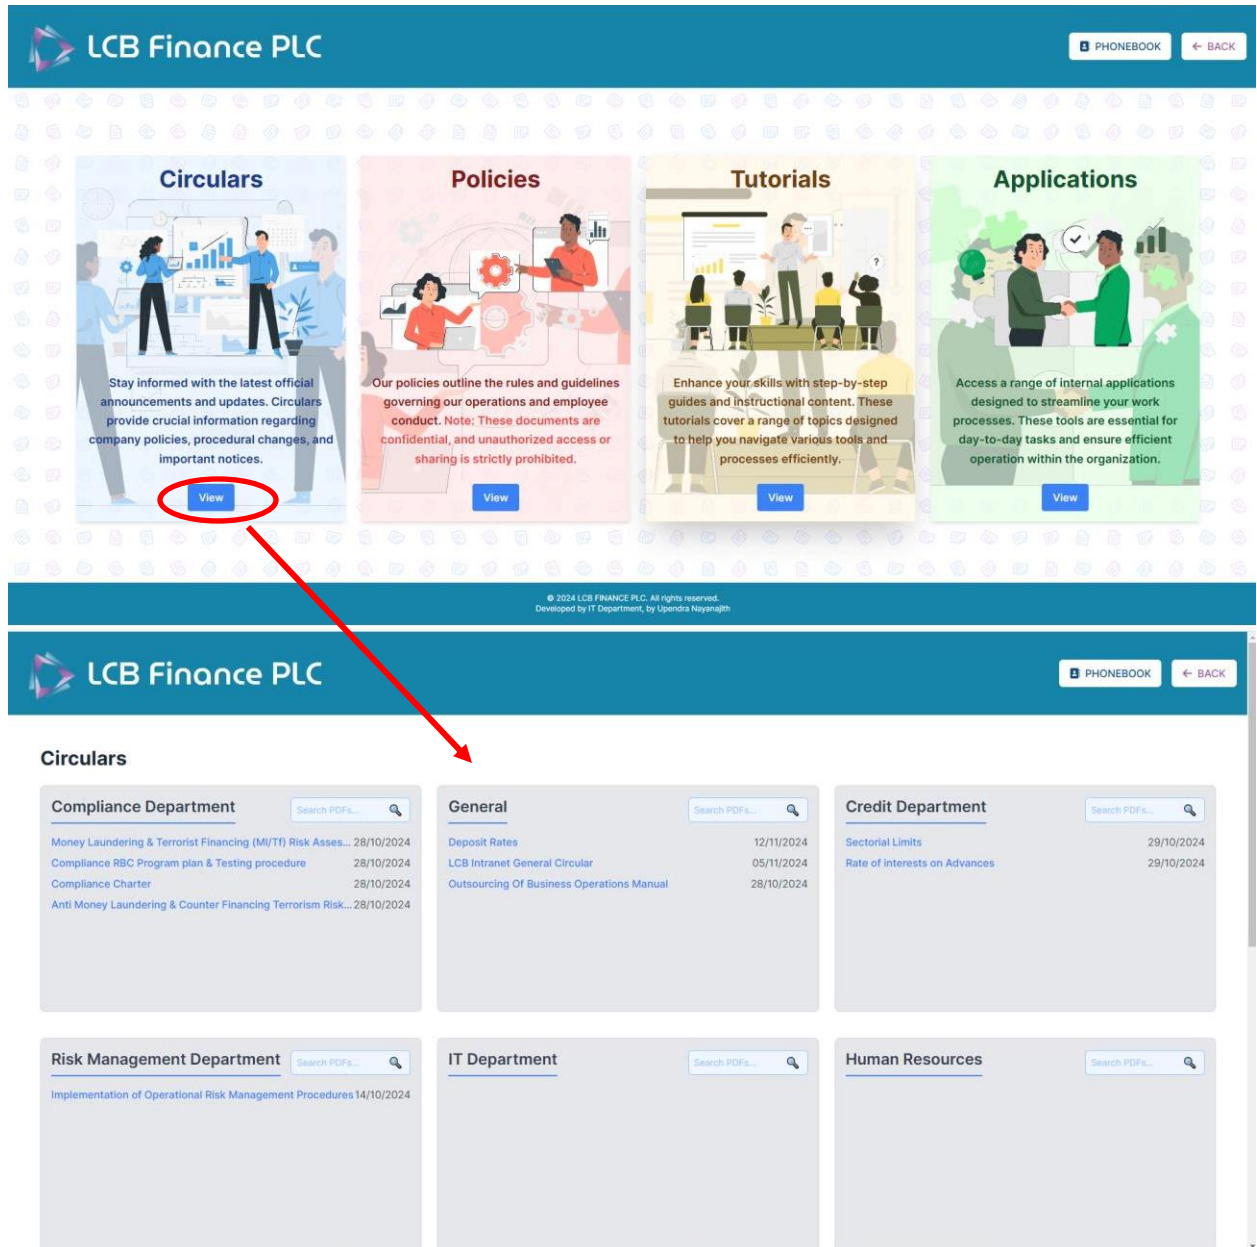 LCB Finance PLC
PHONEBOOK
← BACK
Circulars
Stay informed with the latest official
announcements and updates. Circulars
provide crucial information regarding
company policies, procedural changes, and
important notices.
View
Policies
Our policies outline the rules and guidelines
governing our operations and employee
conduct. Note: These documents are
confidential, and unauthorized access or
sharing is strictly prohibited.
View
Tutorials
?
Enhance your skills with step-by-step
guides and instructional content. These
tutorials cover a range of topics designed
to help you navigate various tools and
processes efficiently.
View
Applications
Access a range of internal applications
designed to streamline your work
processes. These tools are essential for
day-to-day tasks and ensure efficient
operation within the organization.
View
© 2024 LCB FINANCE PLC. All rights reserved.
Developed by IT Department, by Upendra Nayanajith
LCB Finance PLC
PHONEBOOK
← BACK
Circulars
Compliance Department
Search PDFs...
Money Laundering & Terrorist Financing (Ml/Tf) Risk Asses... 28/10/2024
Compliance RBC Program plan & Testing procedure 28/10/2024
Compliance Charter 28/10/2024
Anti Money Laundering & Counter Financing Terrorism Risk... 28/10/2024
General
Search PDFs...
Deposit Rates 12/11/2024
LCB Intranet General Circular 05/11/2024
Outsourcing Of Business Operations Manual 28/10/2024
Credit Department
Search PDFs...
Sectorial Limits 29/10/2024
Rate of interests on Advances 29/10/2024
Risk Management Department
Search PDFs...
Implementation of Operational Risk Management Procedures 14/10/2024
IT Department
Search PDFs...
Human Resources
Search PDFs...